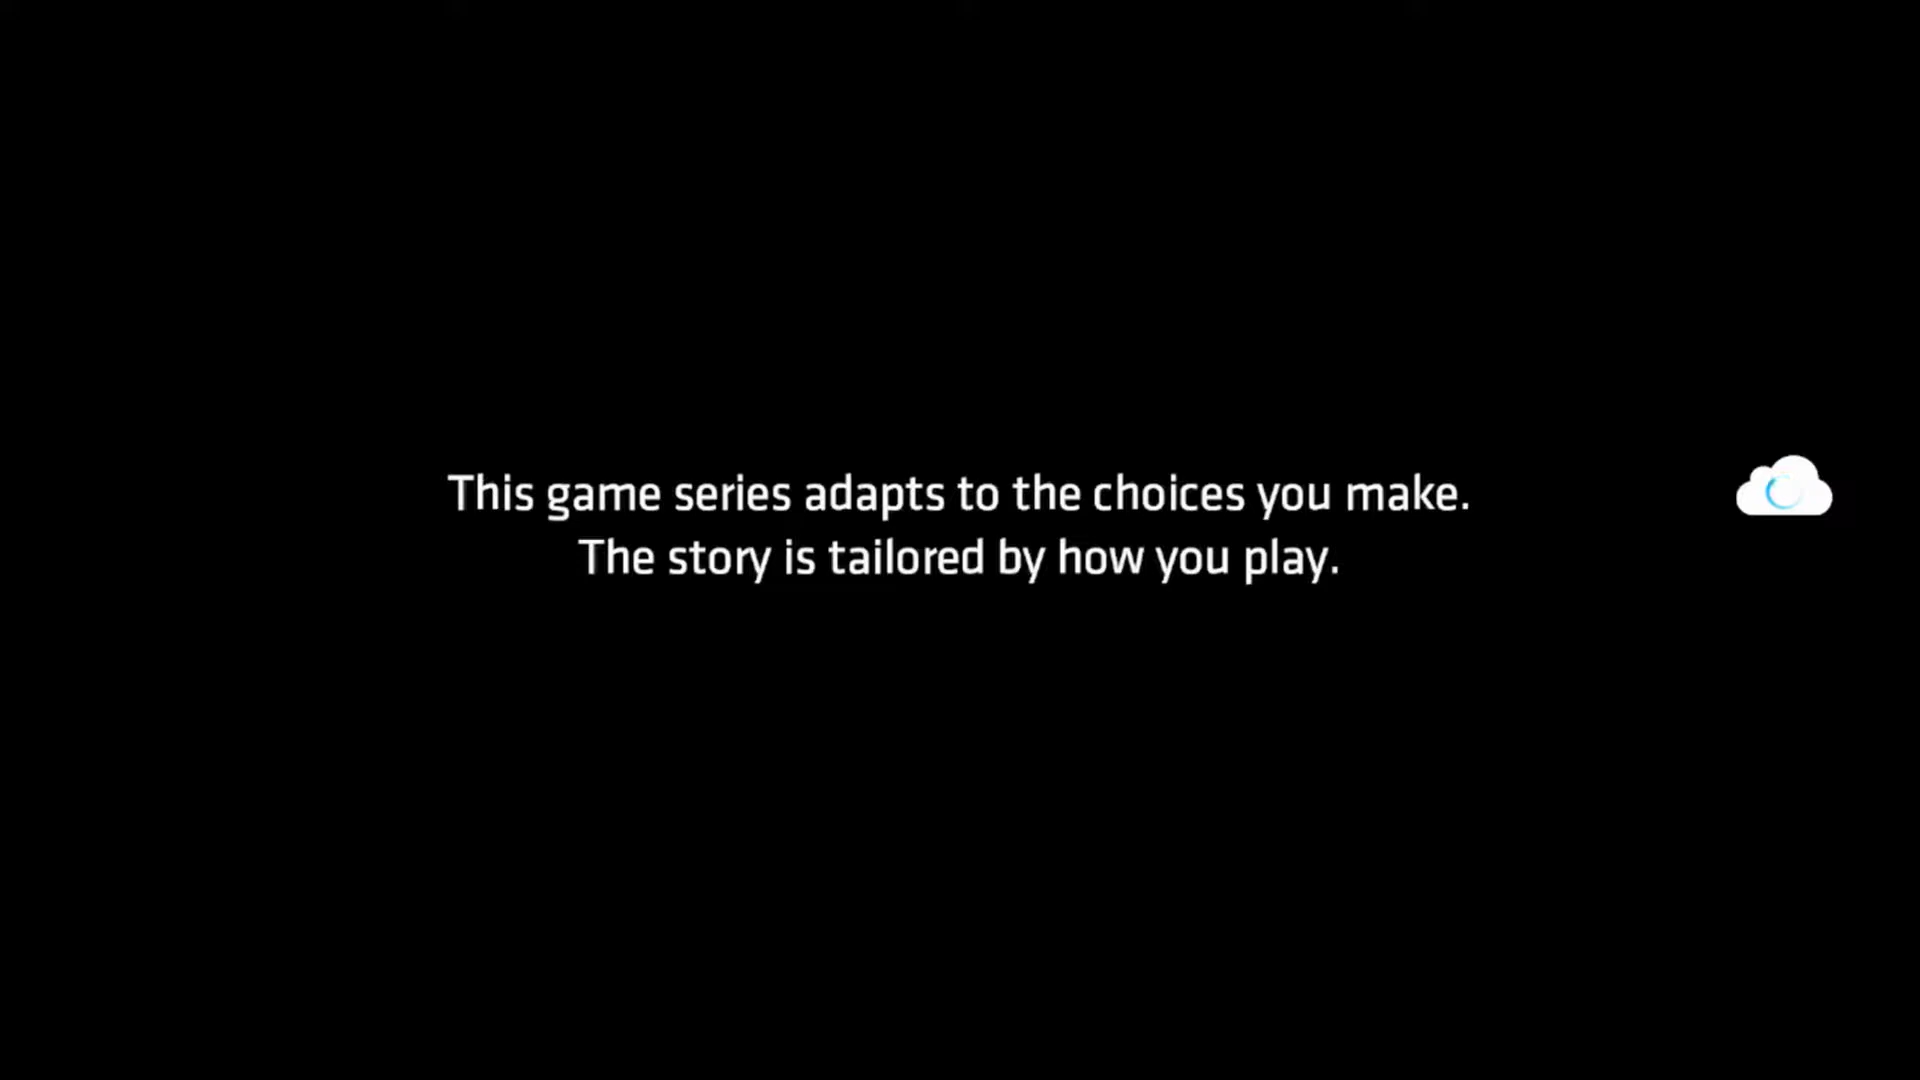 This game series adapts to the choices you make.
The story is tailored by how you play.